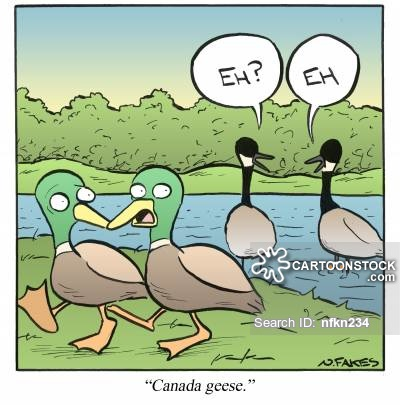 EH?
EH
CARTOONSTOCK
.com
Search ID: nfkn234
N.FAKES
“Canada geese.”